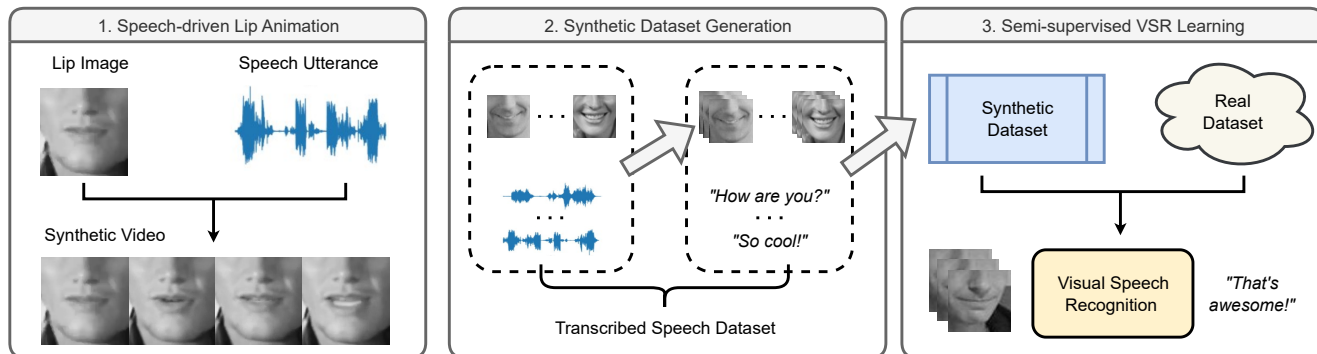 1. Speech-driven Lip Animation
Lip Image
Speech Utterance
Synthetic Video
2. Synthetic Dataset Generation
"How are you?"
. . .
"So cool!"
Transcribed Speech Dataset
3. Semi-supervised VSR Learning
Synthetic
Dataset
Real
Dataset
Visual Speech
Recognition
"That's
awesome!"